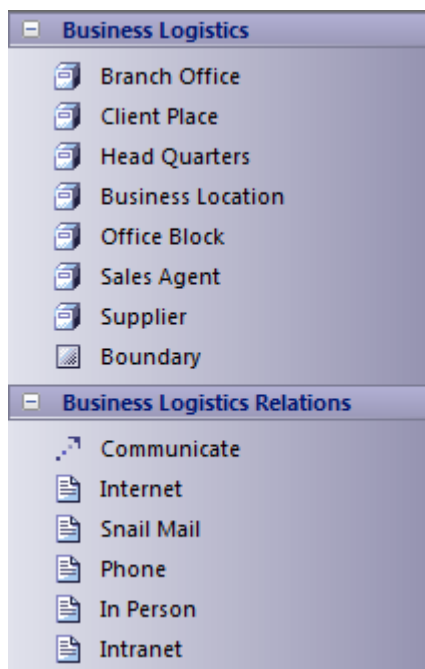 Business Logistics
Branch Office
Client Place
Head Quarters
Business Location
Office Block
Sales Agent
Supplier
Boundary
Business Logistics Relations
Communicate
Internet
Snail Mail
Phone
In Person
Intranet